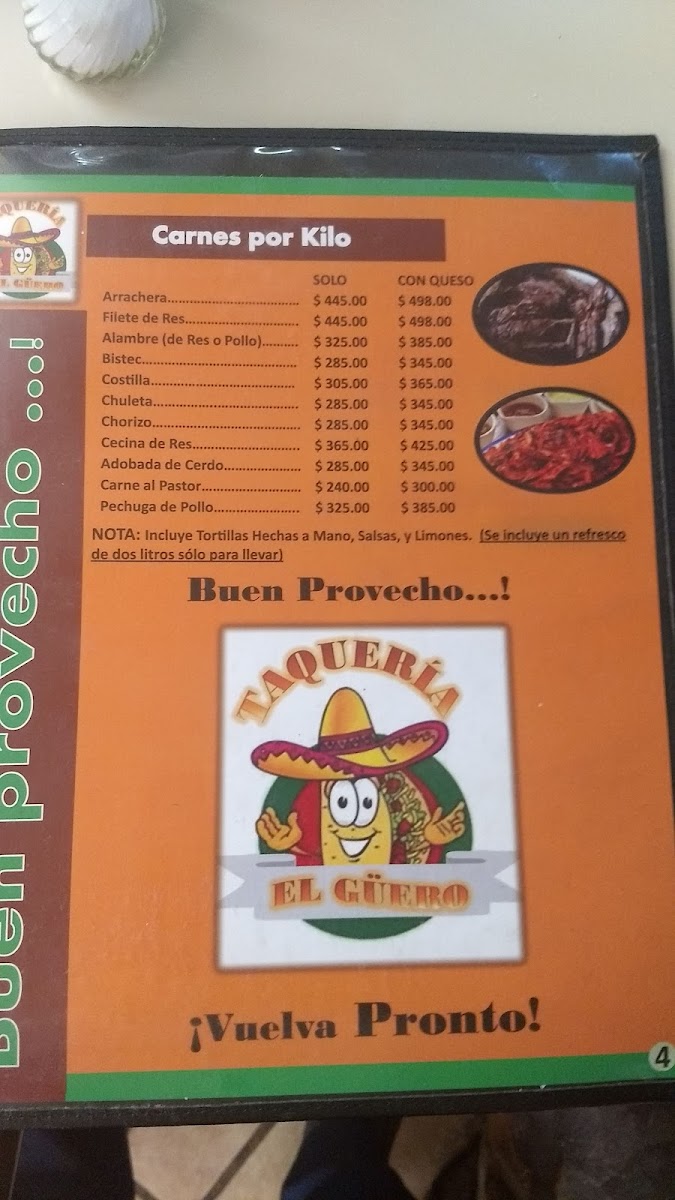 TAQUERÍA
EL GÜERO
Buen provecho ...!
Carnes por Kilo
SOLO CON QUESO
Arrachera................................ $ 445.00 $ 498.00
Filete de Res.................................. $ 445.00 $ 498.00
Alambre (de Res o Pollo)......... $ 325.00 $ 385.00
Bistec...................................... $ 285.00 $ 345.00
Costilla................................... $ 305.00 $ 365.00
Chuleta................................... $ 285.00 $ 345.00
Chorizo................................... $ 285.00 $ 345.00
Cecina de Res.......................... $ 365.00 $ 425.00
Adobada de Cerdo................... $ 285.00 $ 345.00
Carne al Pastor......................... $ 240.00 $ 300.00
Pechuga de Pollo..................... $ 325.00 $ 385.00
NOTA: Incluye Tortillas Hechas a Mano, Salsas, y Limones. (Se incluye un refresco
de dos litros sólo para llevar)
Buen Provecho...!
TAQUERÍA
EL GÜERO
¡Vuelva Pronto!
4